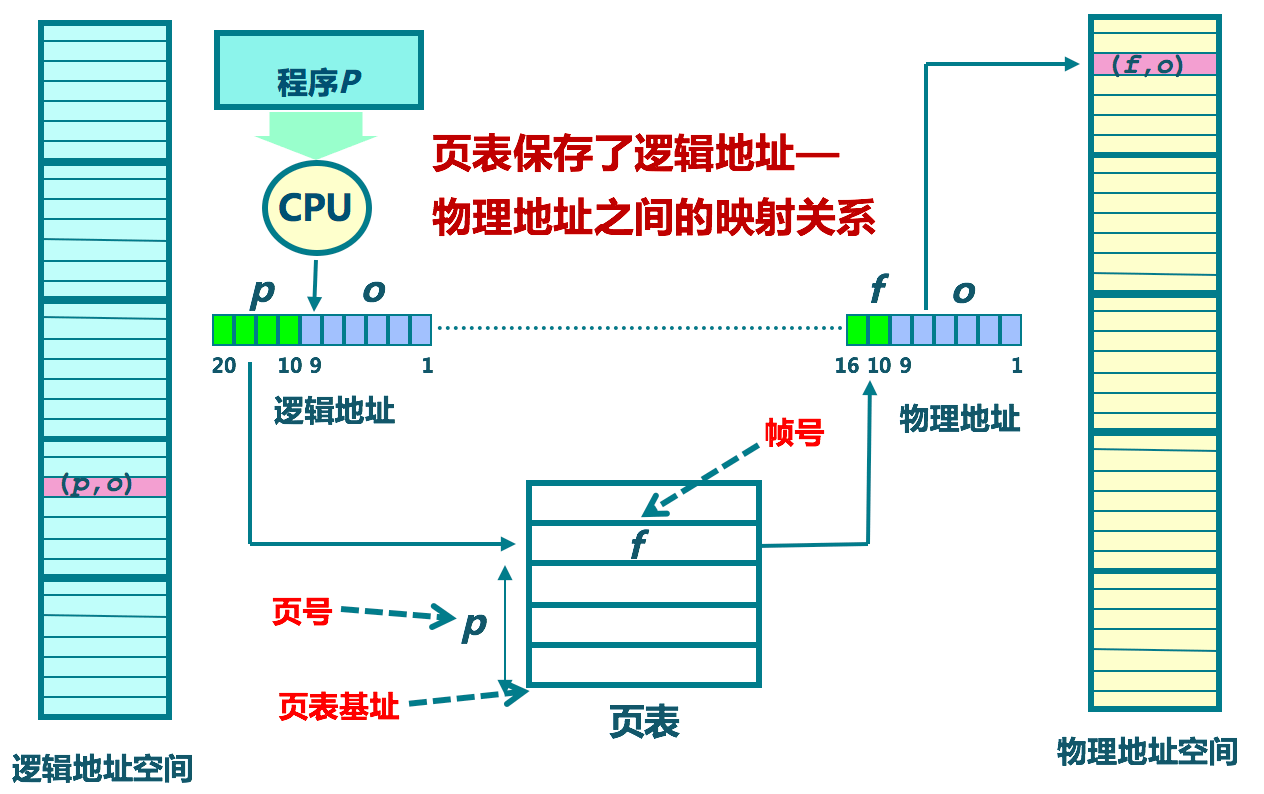 程序P
CPU
页表保存了逻辑地址—
物理地址之间的映射关系
(f,o)
p o
f o
20 10 9 1
16 10 9 1
逻辑地址
物理地址
帧号
(p,o)
f
页号
p
页表基址
页表
逻辑地址空间
物理地址空间